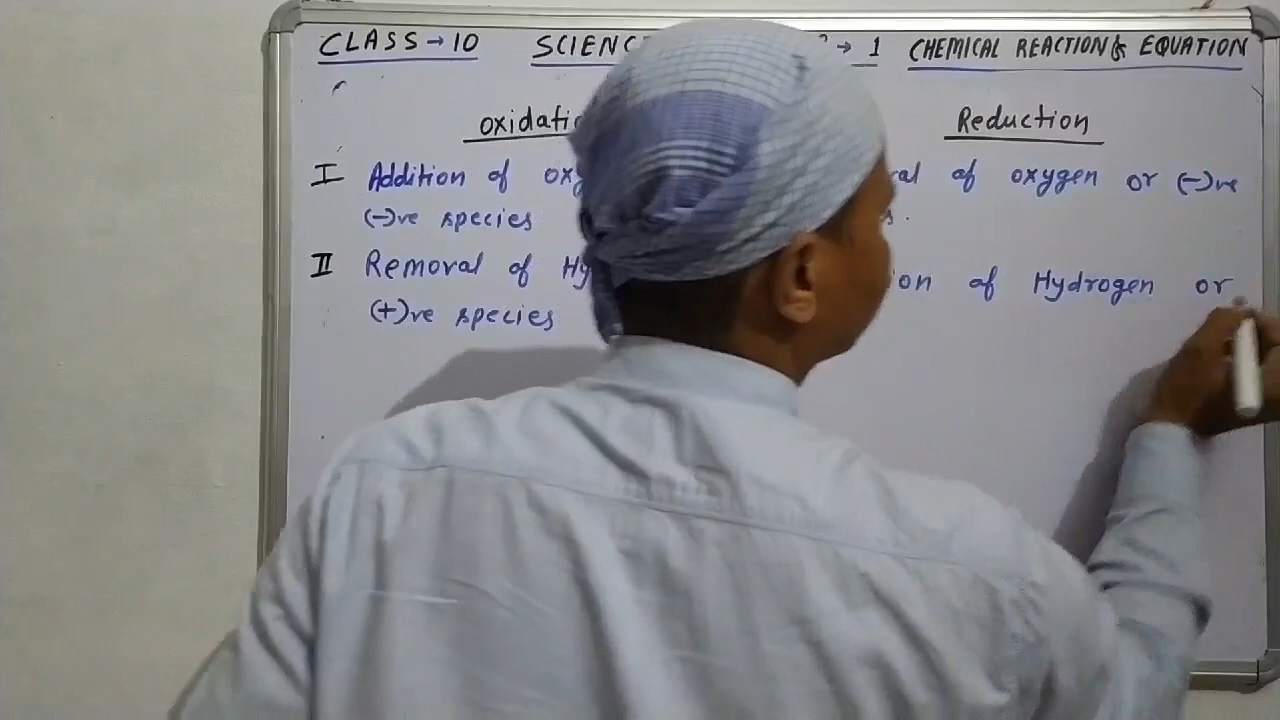 CLASS → 10 SCIENC → 1 CHEMICAL REACTION & EQUATION
Oxidati Reduction
I Addition of oxy al of oxygen or (-)ve
(-)ve species s.
II Removal of Hy on of Hydrogen or
(+)ve species